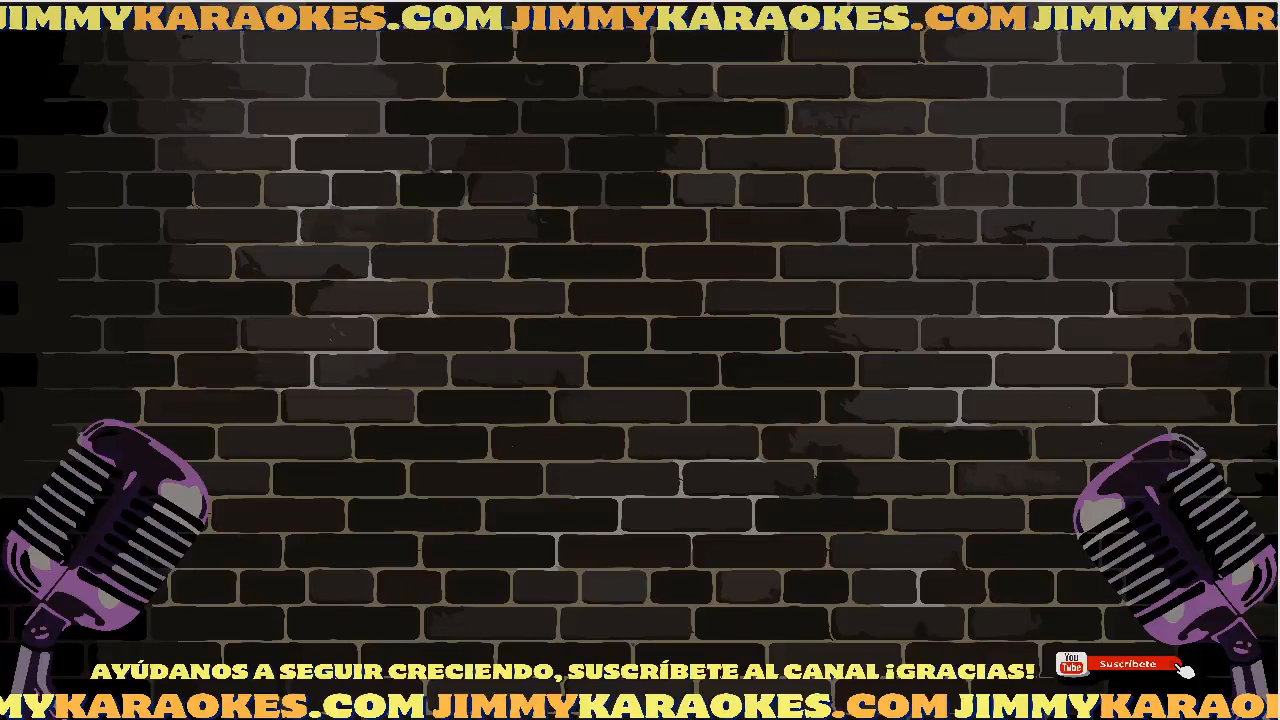 JIMMYKARAOKES.COM JIMMYKARAOKES.COM JIMMYKAR
AYÚDANOS A SEGUIR CRECIENDO, SUSCRÍBETE AL CANAL ¡GRACIAS!
You Tube
Suscríbete
MYKARAOKES.COM JIMMYKARAOKES.COM JIMMYKARAO